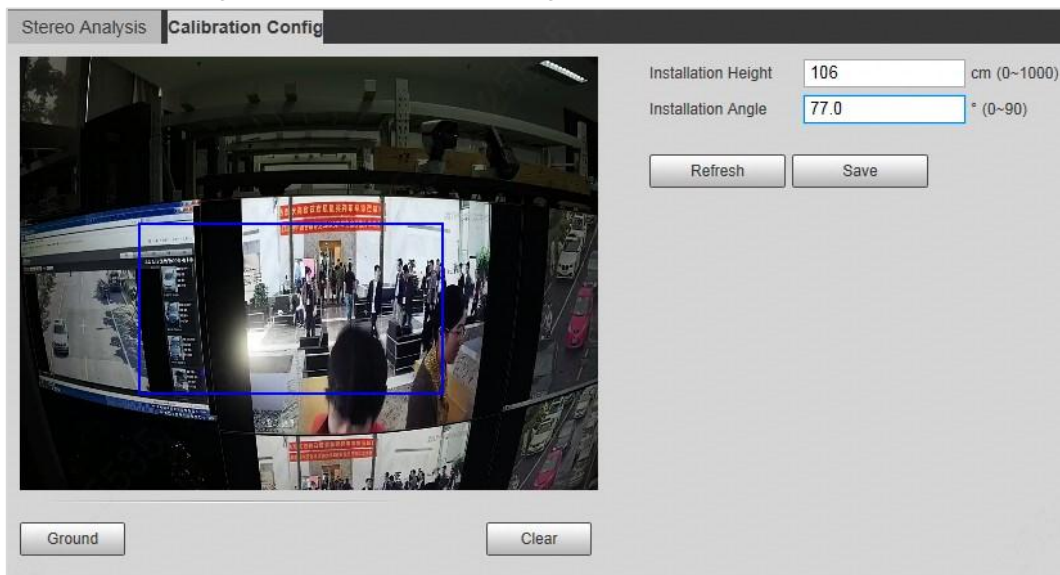 Stereo Analysis
Calibration Config
Installation Height 106 cm (0~1000)
Installation Angle 77.0 ° (0~90)
Refresh Save
Ground Clear